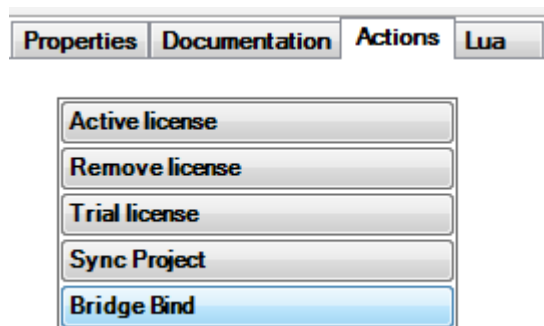 Properties Documentation Actions Lua
Active license
Remove license
Trial license
Sync Project
Bridge Bind